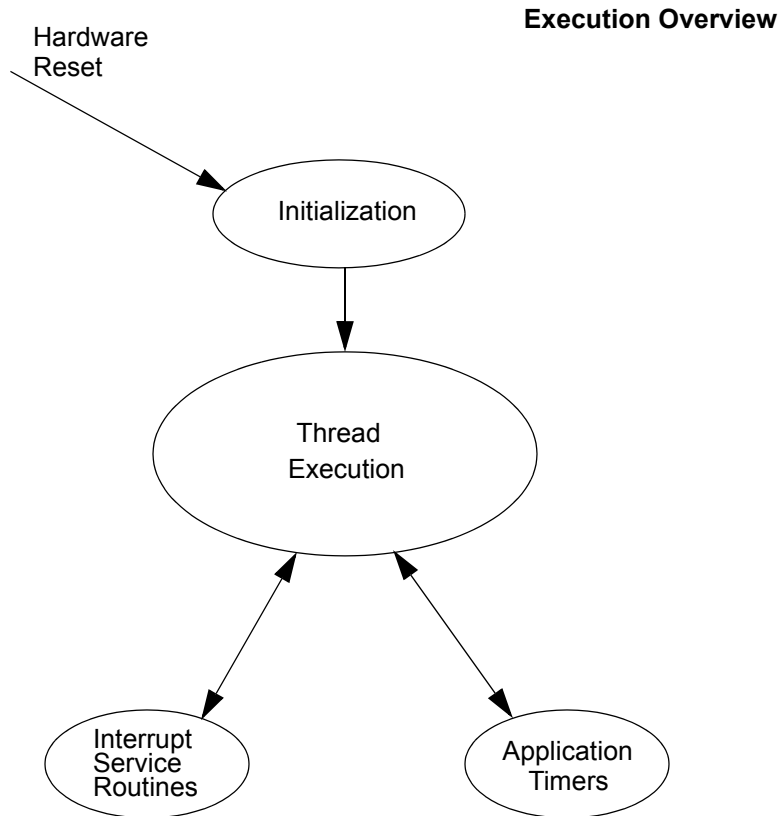 Execution Overview
Hardware
Reset
Initialization
Thread
Execution
Interrupt
Service
Routines
Application
Timers